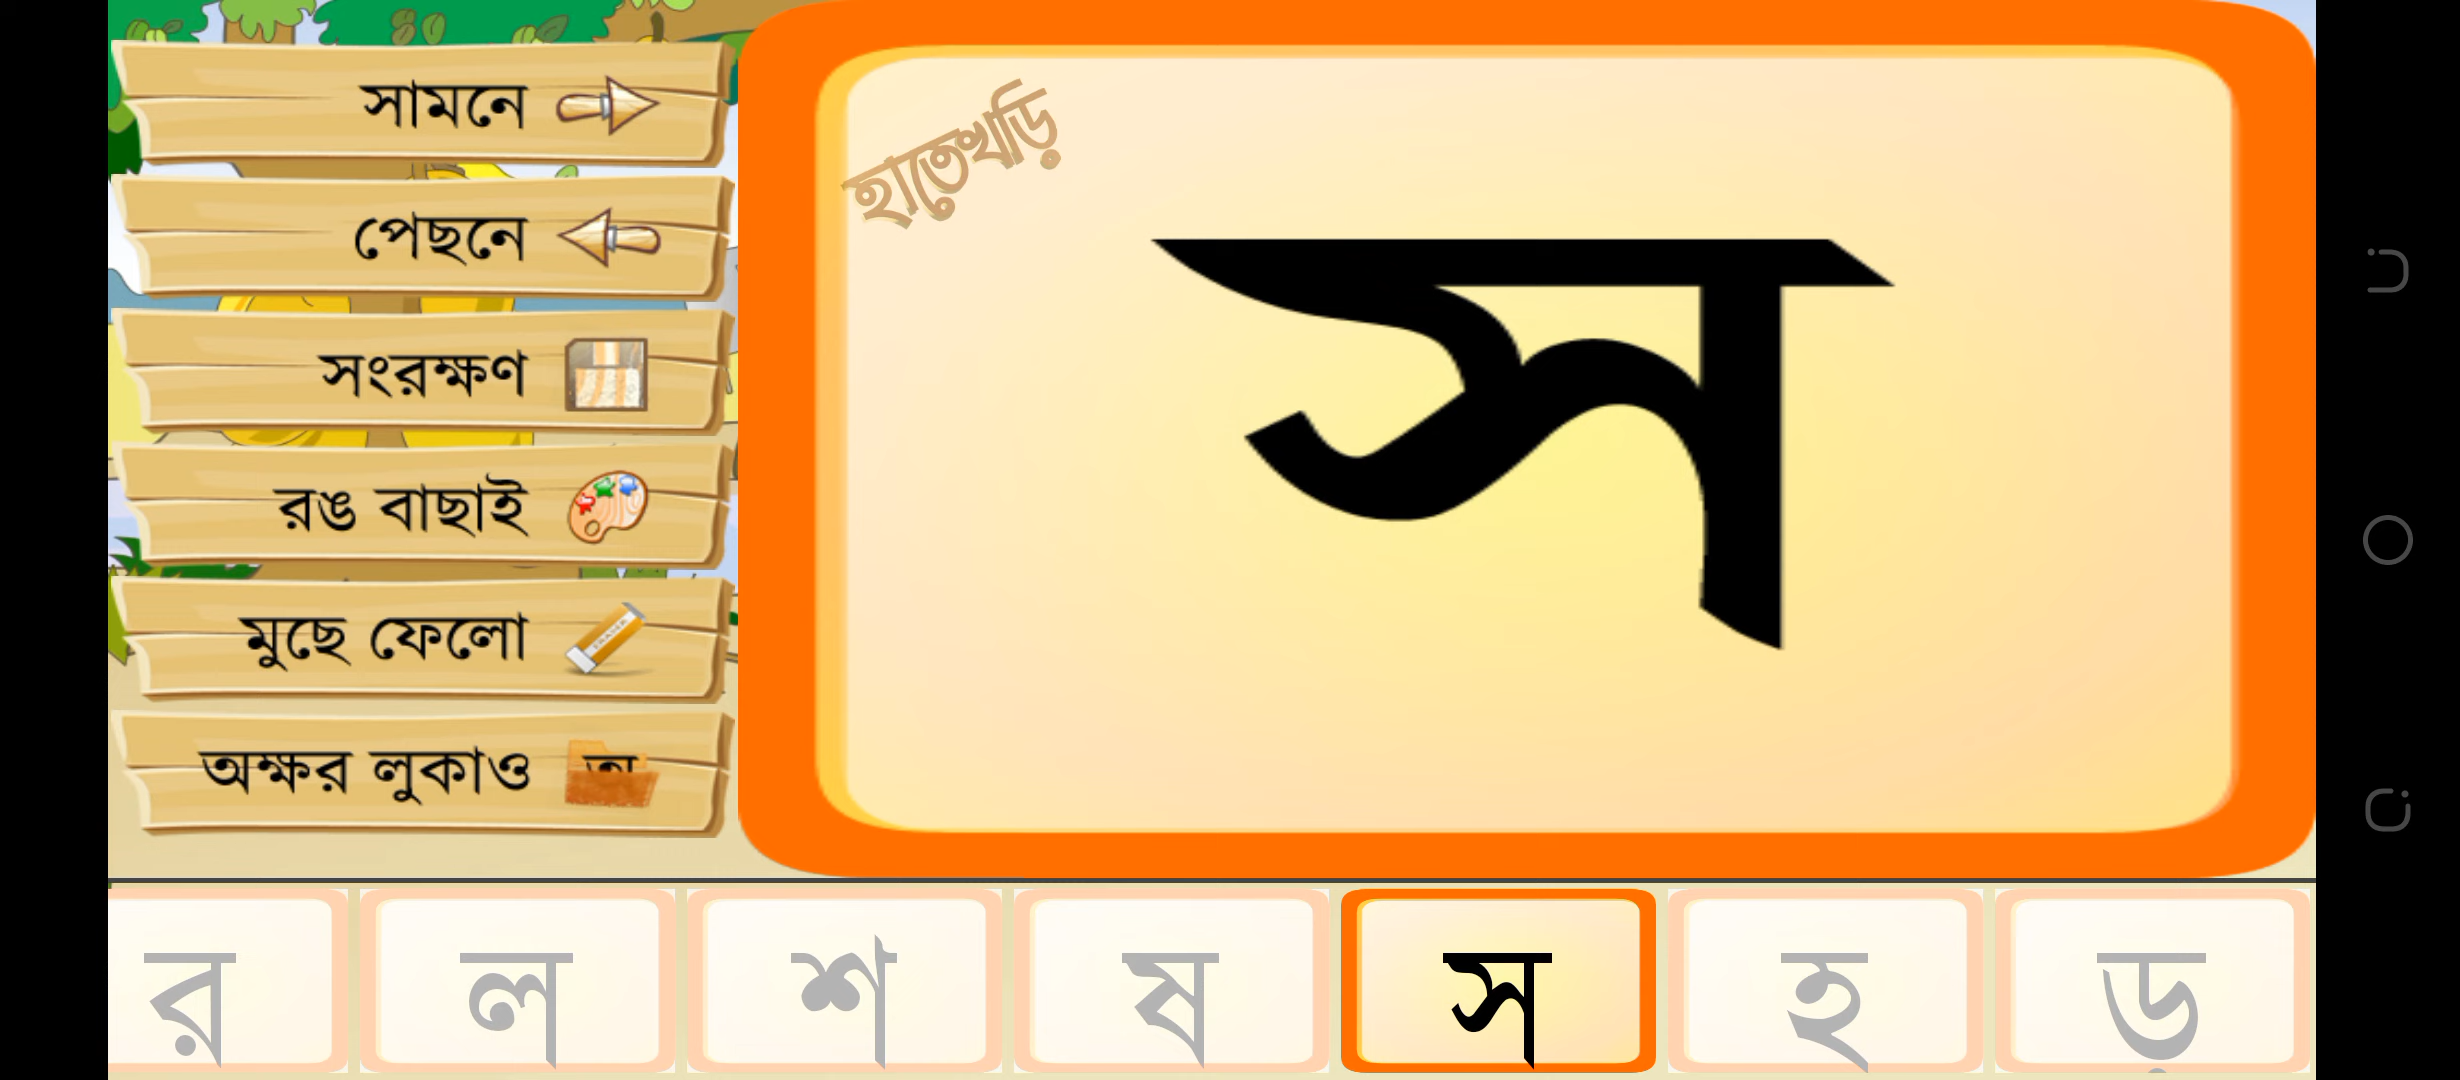 সামনে
পেছনে
সংরক্ষণ
রঙ বাছাই
মুছে ফেলো
অক্ষর লুকাও
অ
হাতেখড়ি
স
র ল শ ষ স হ ড়